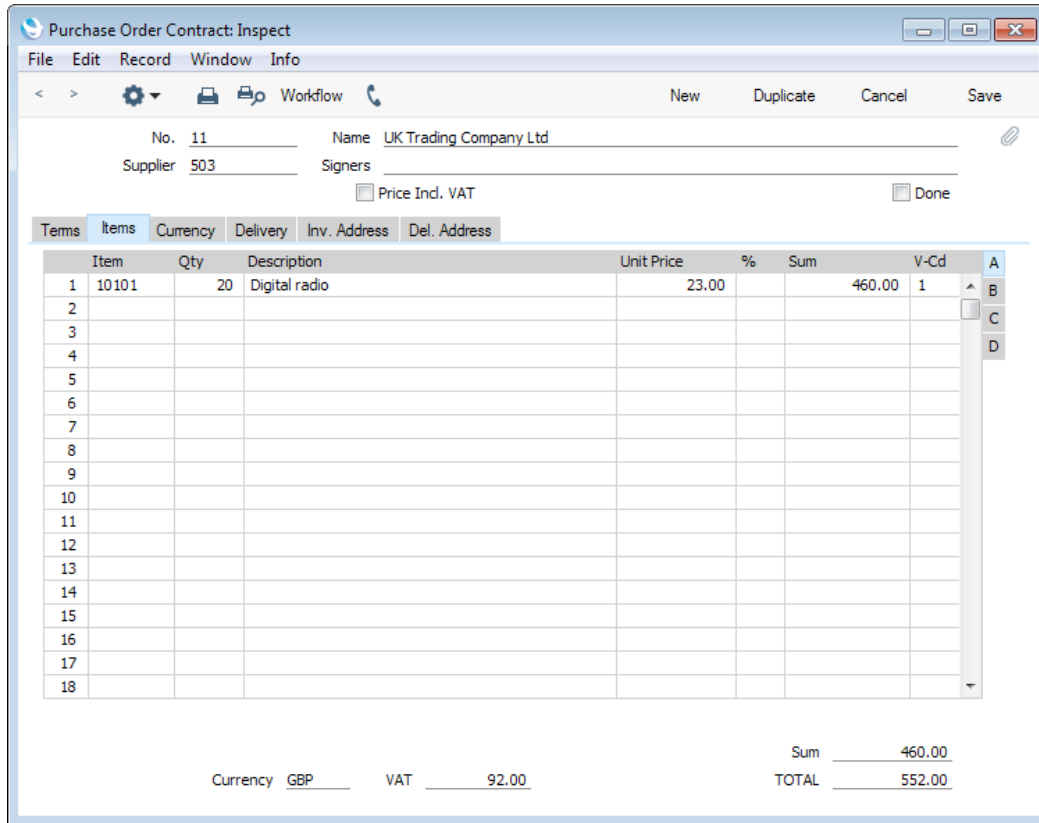 Purchase Order Contract: Inspect
File Edit Record Window Info
< > Workflow New Duplicate Cancel Save
No. 11 Name UK Trading Company Ltd
Supplier 503 Signers
Price Incl. VAT Done
Terms Items Currency Delivery Inv. Address Del. Address
Item Qty Description Unit Price % Sum V-Cd A
1 10101 20 Digital radio 23.00 460.00 1 B
2
3 C
4 D
5
6
7
8
9
10
11
12
13
14
15
16
17
18
Sum 460.00
Currency GBP VAT 92.00 TOTAL 552.00